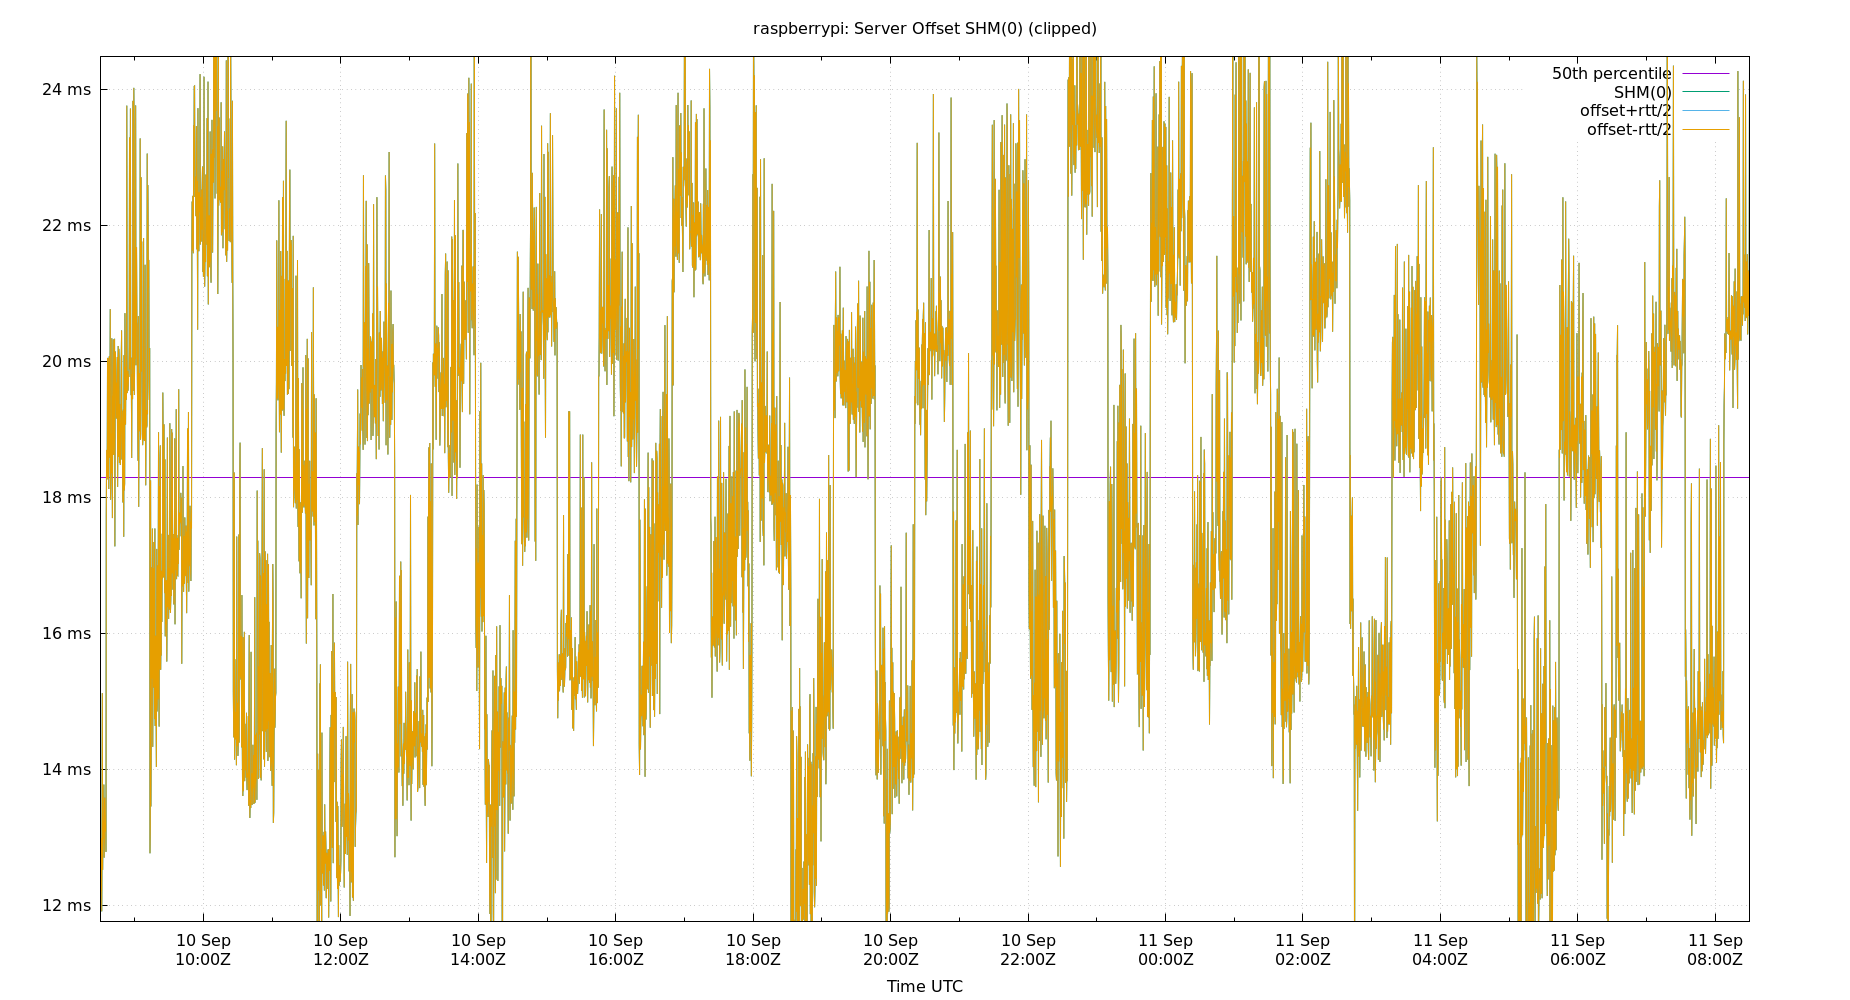 raspberrypi: Server Offset SHM(0) (clipped)
50th percentile
SHM(0)
offset+rtt/2
offset-rtt/2
24 ms
22 ms
20 ms
18 ms
16 ms
14 ms
12 ms
10 Sep 10 Sep 10 Sep 10 Sep 10 Sep 10 Sep 10 Sep 11 Sep 11 Sep 11 Sep 11 Sep 11 Sep
10:00Z 12:00Z 14:00Z 16:00Z 18:00Z 20:00Z 22:00Z 00:00Z 02:00Z 04:00Z 06:00Z 08:00Z
Time UTC